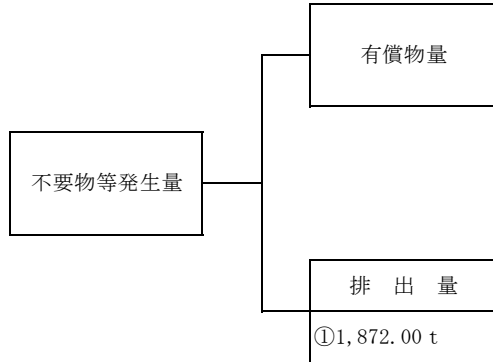 有償物量
不要物等発生量
排 出 量
①1,872.00 t